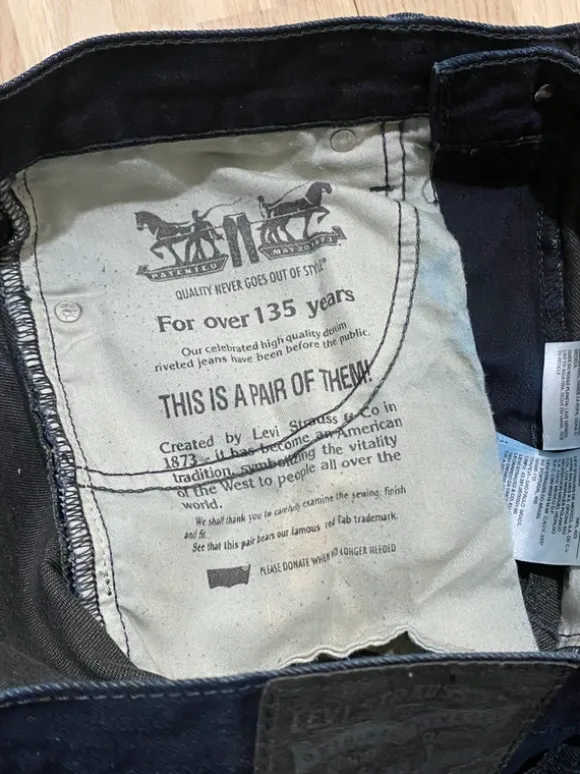 PATENTED
MAY 20 1873
QUALITY NEVER GOES OUT OF STYLE™
For over 135 years
Our celebrated high quality denim
riveted jeans have been before the public.
THIS IS A PAIR OF THEM!
Created by Levi Strauss & Co in
1873 - it has become an American
tradition, symbolizing the vitality
of the West to people all over the
world.
We shall thank you to carefully examine the sewing, finish
and fit.
See that this pair bears our famous red Tab trademark.
PLEASE DONATE WHEN NO LONGER NEEDED